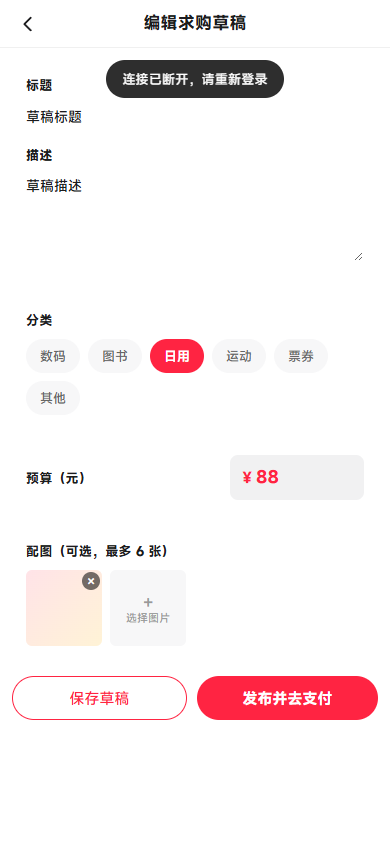 编辑求购草稿
连接已断开，请重新登录
标题
草稿标题
描述
草稿描述
分类
数码 图书 日用 运动 票券
其他
预算（元） ¥ 88
配图（可选，最多 6 张）
+
选择图片
保存草稿 发布并去支付